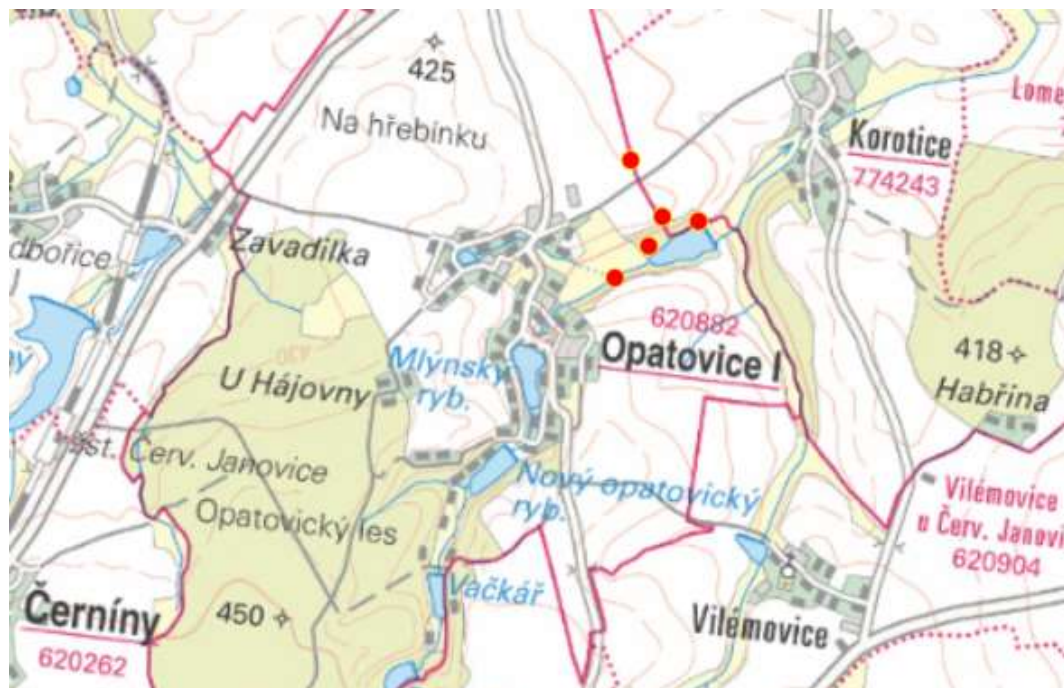 425
Na hřebínku
Lome
Korotice
774243
Zavadilka
dbořice
620882
Opatovice I
418
Habřina
U Hájovny
Mlýnský
ryb.
st. Červ. Janovice
Nový opatovický
ryb.
Opatovický les
Vilémovice
u Červ. Janovi
620904
Vačkář
450
Černíny
620262
Vilémovice